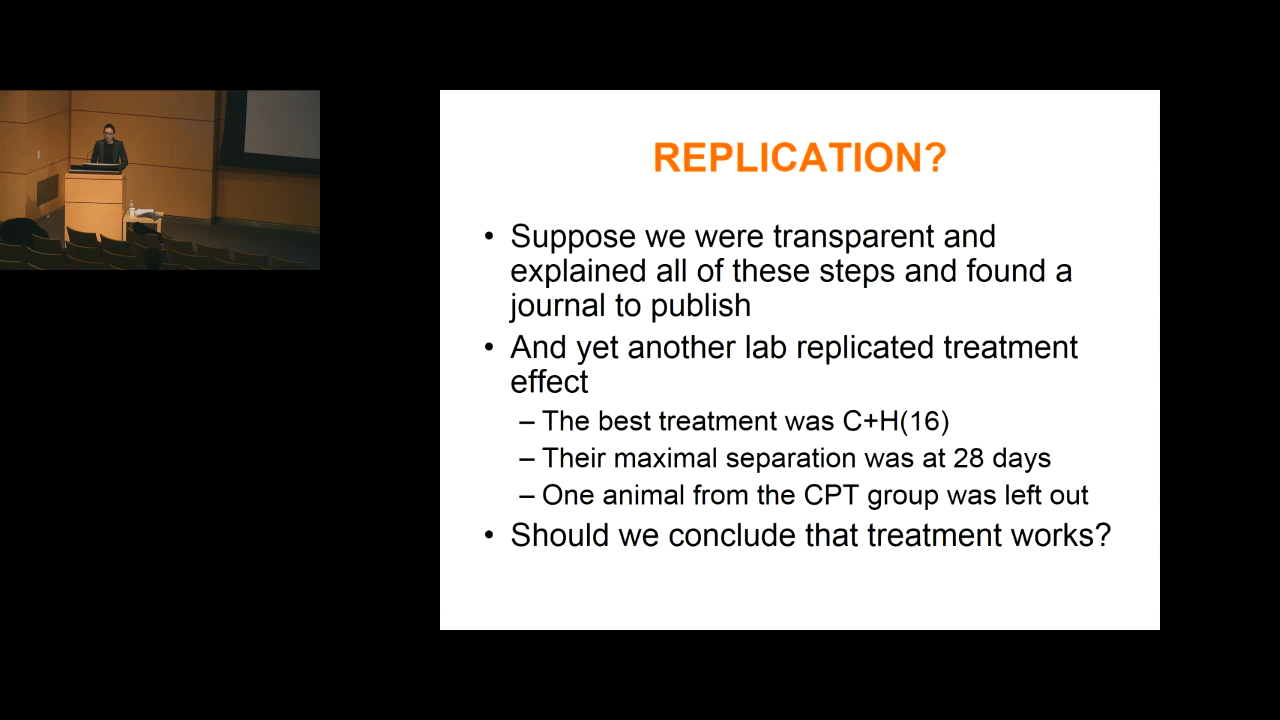 REPLICATION?
• Suppose we were transparent and
explained all of these steps and found a
journal to publish
• And yet another lab replicated treatment
effect
– The best treatment was C+H(16)
– Their maximal separation was at 28 days
– One animal from the CPT group was left out
• Should we conclude that treatment works?